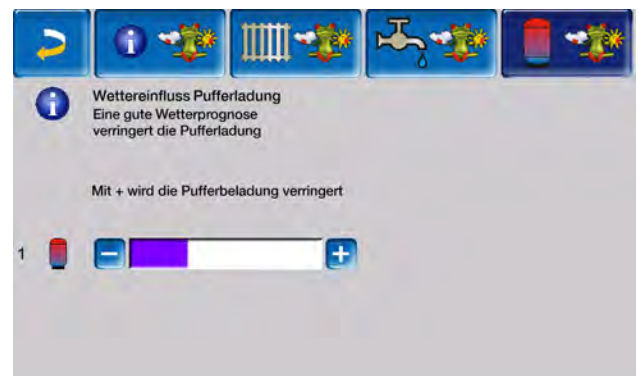 Wettereinfluss Pufferladung
Eine gute Wetterprognose
verringert die Pufferladung
Mit + wird die Pufferbeladung verringert
1